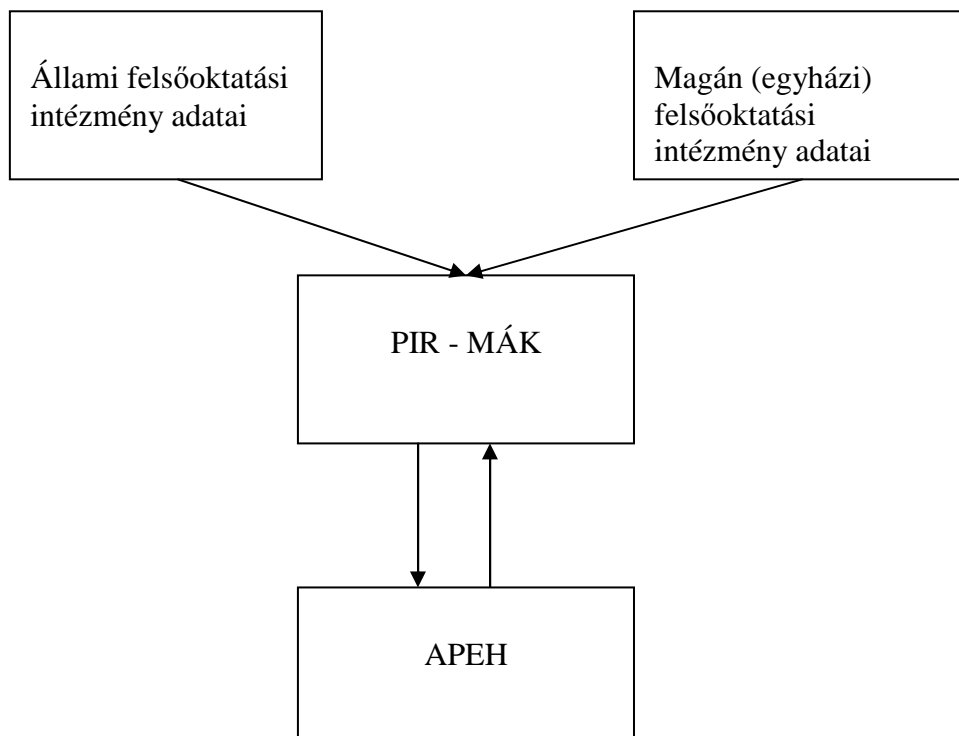 Állami felsőoktatási
intézmény adatai
Magán (egyházi)
felsőoktatási
intézmény adatai
PIR - MÁK
APEH